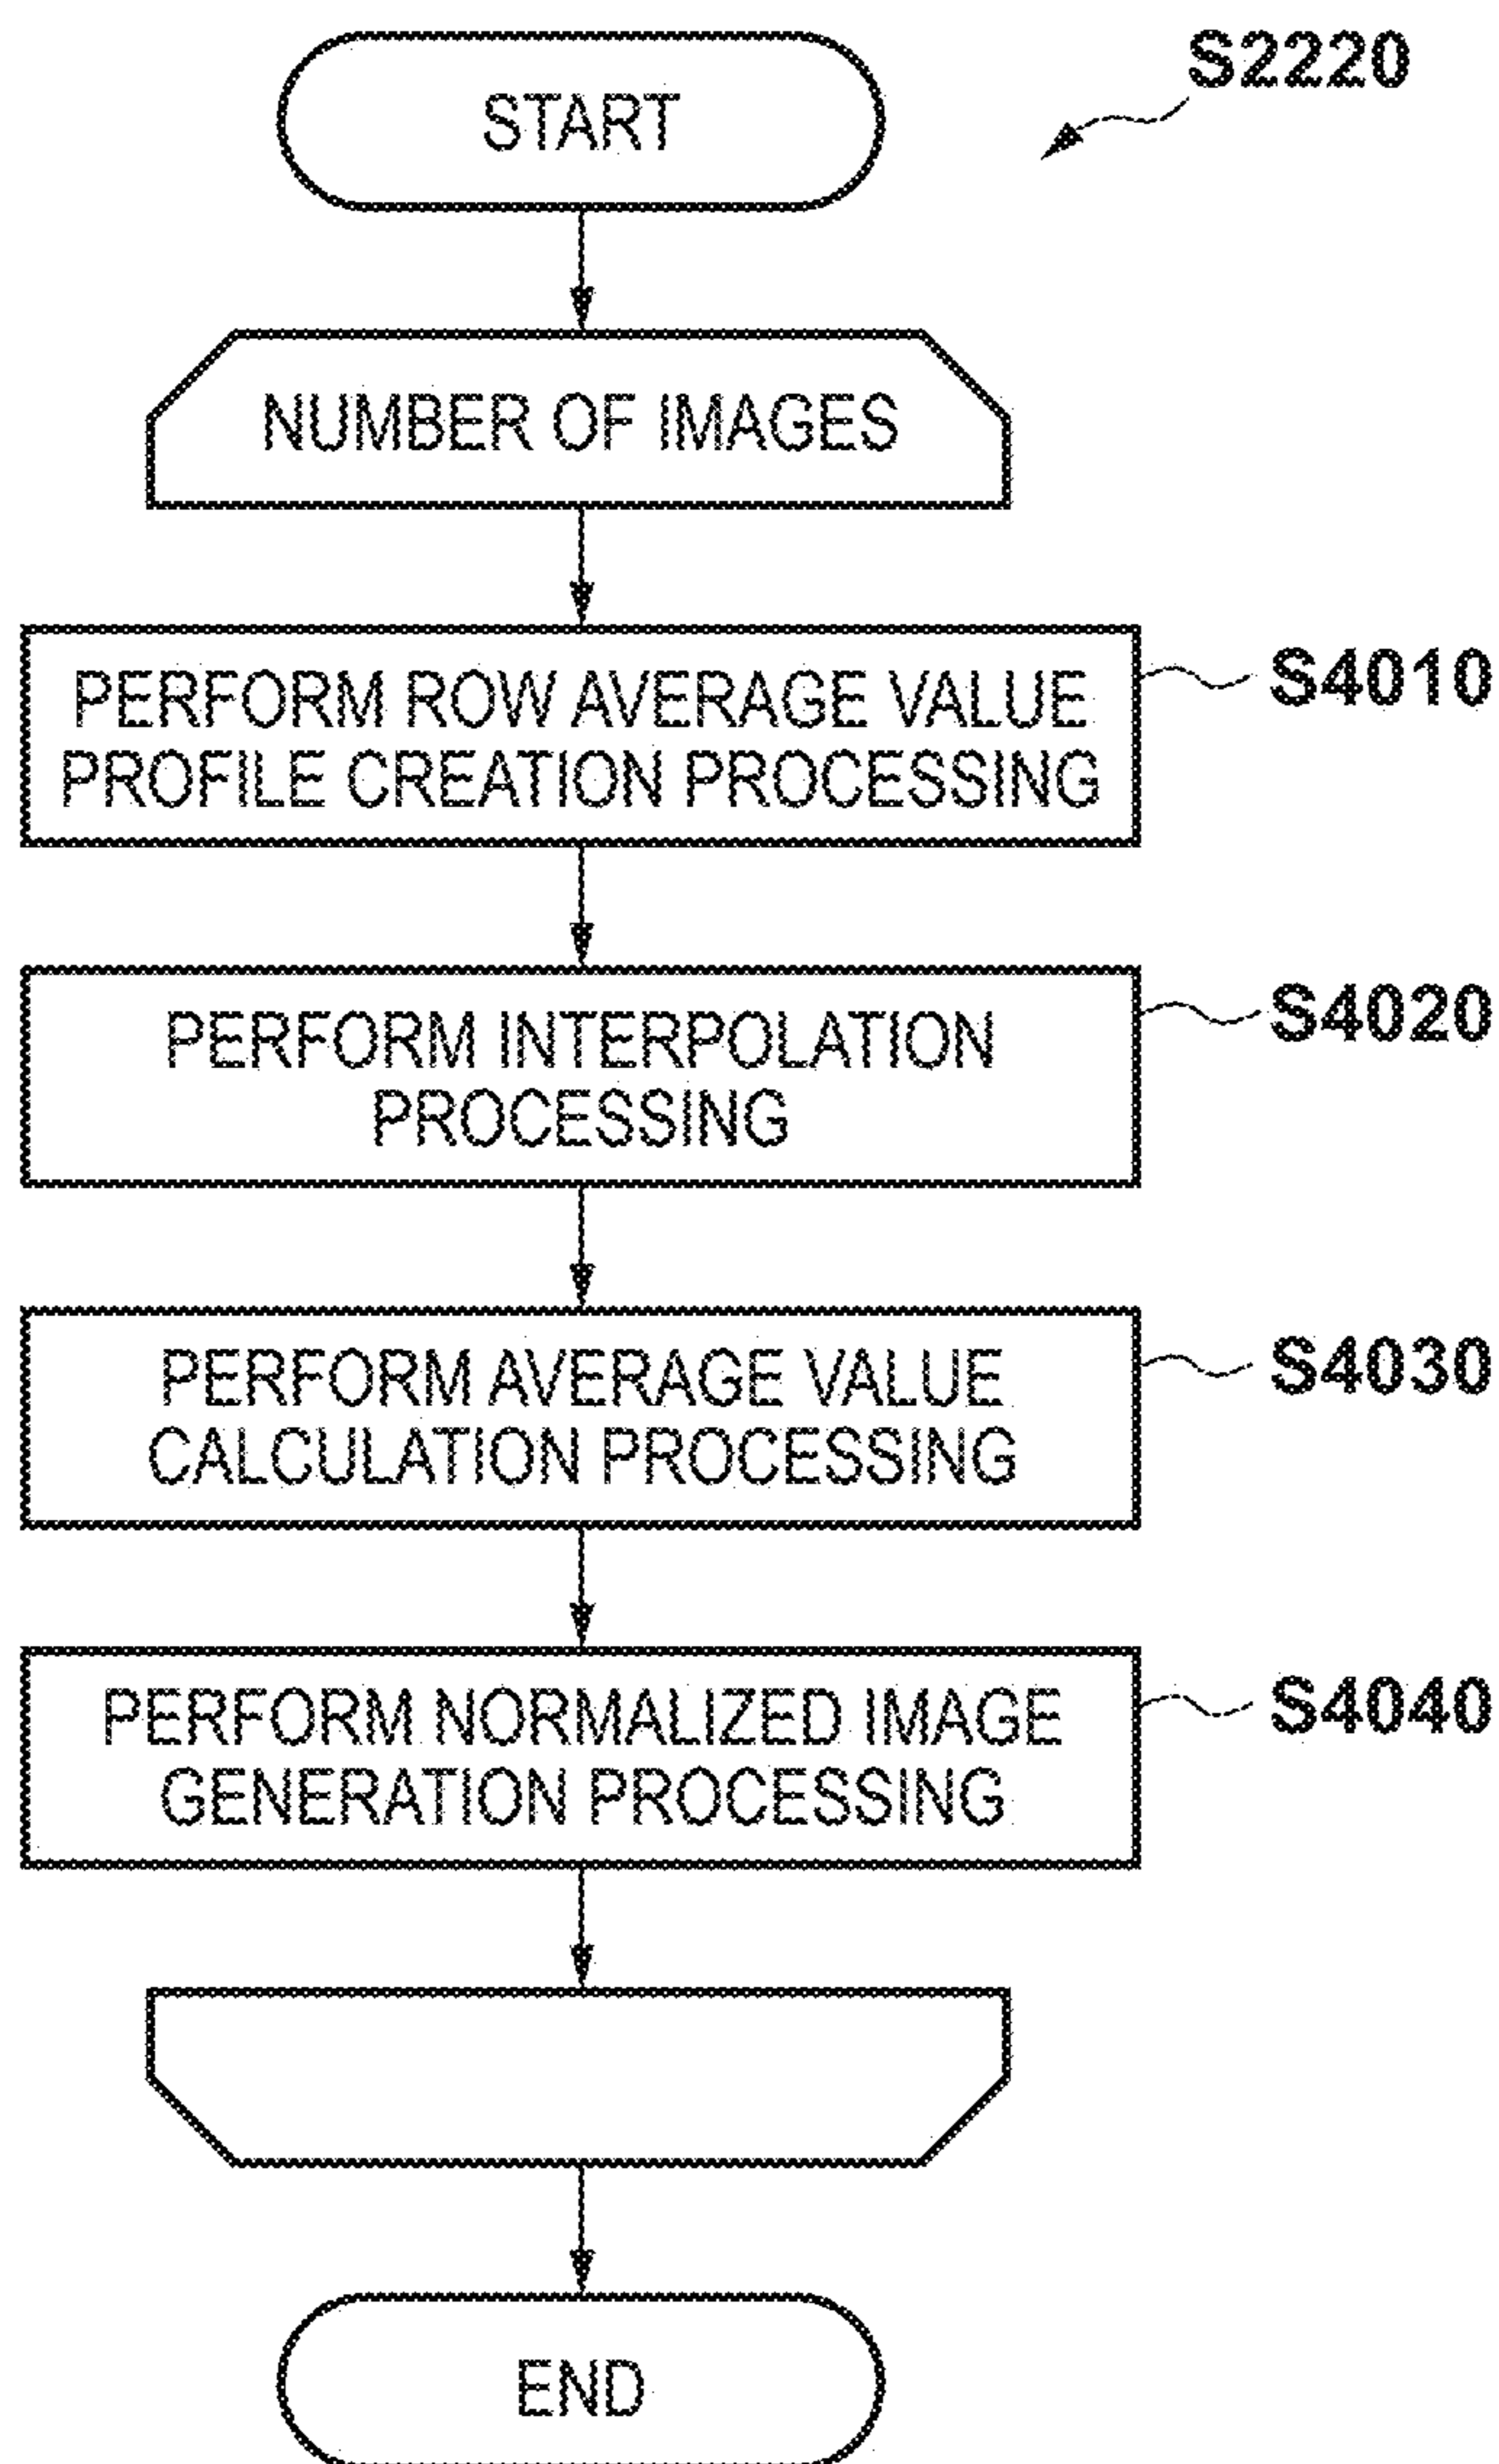 START
S2220
NUMBER OF IMAGES
PERFORM ROW AVERAGE VALUE
PROFILE CREATION PROCESSING
S4010
PERFORM INTERPOLATION
PROCESSING
S4020
PERFORM AVERAGE VALUE
CALCULATION PROCESSING
S4030
PERFORM NORMALIZED IMAGE
GENERATION PROCESSING
S4040
END